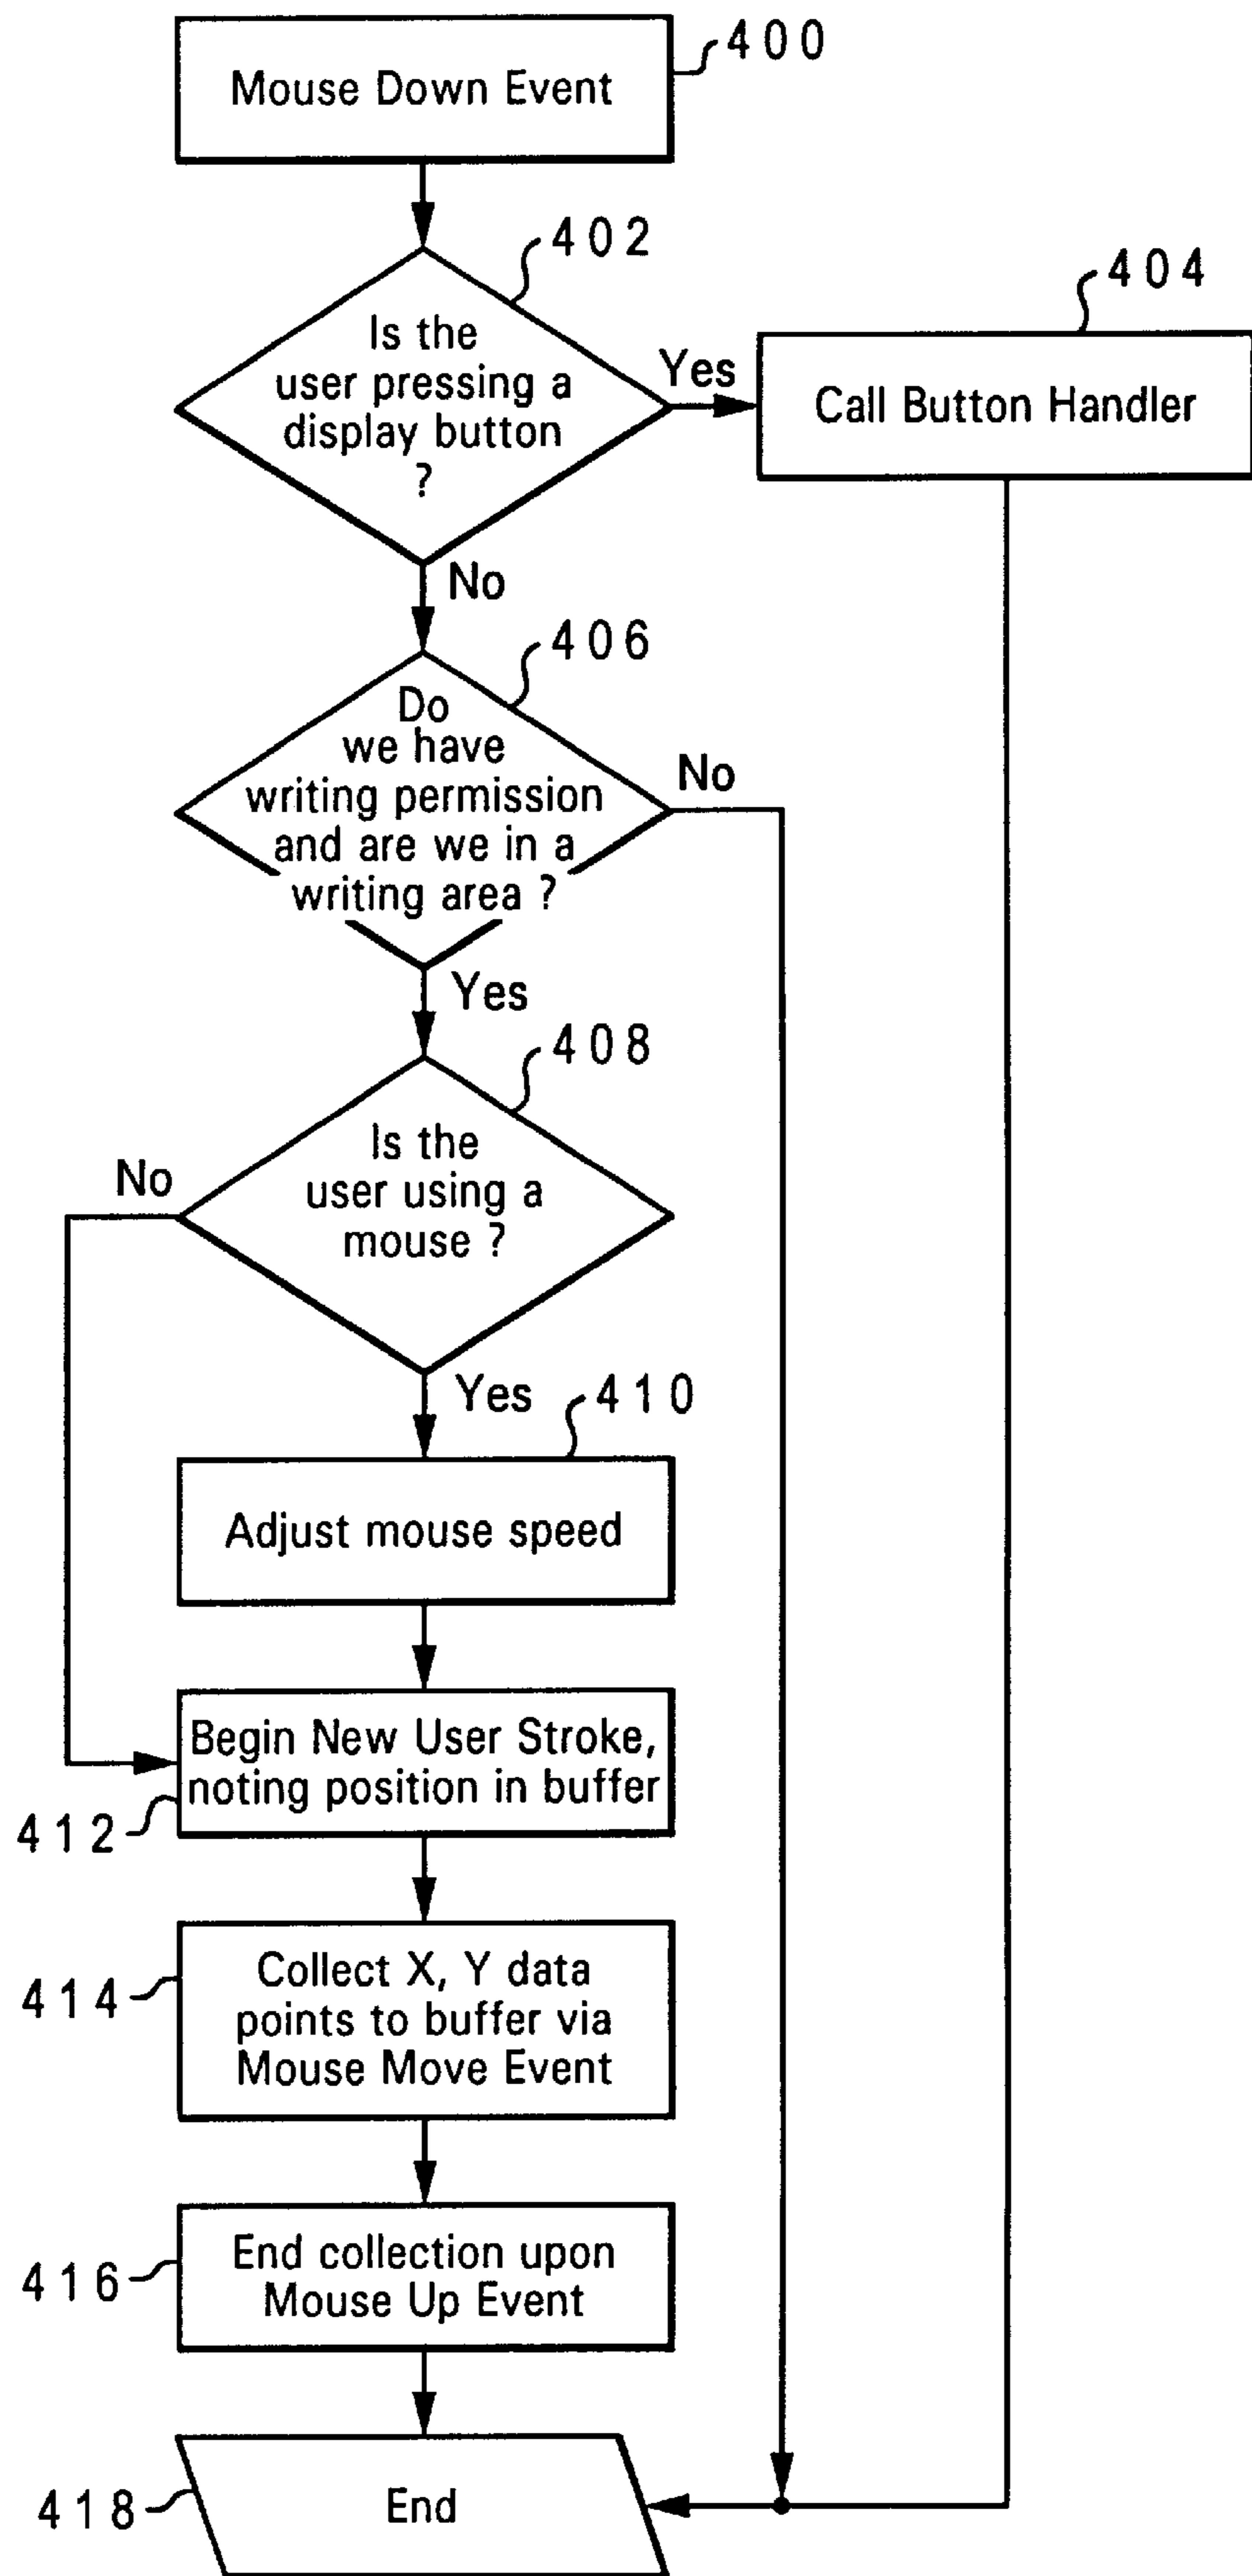 400
Mouse Down Event
402
Is the
user pressing a
display button
?
Yes
404
Call Button Handler
No
406
Do
we have
writing permission
and are we in a
writing area ?
No
Yes
408
Is the
user using a
mouse ?
No
Yes
410
Adjust mouse speed
Begin New User Stroke,
noting position in buffer
412
Collect X, Y data
points to buffer via
Mouse Move Event
414
End collection upon
Mouse Up Event
416
End
418